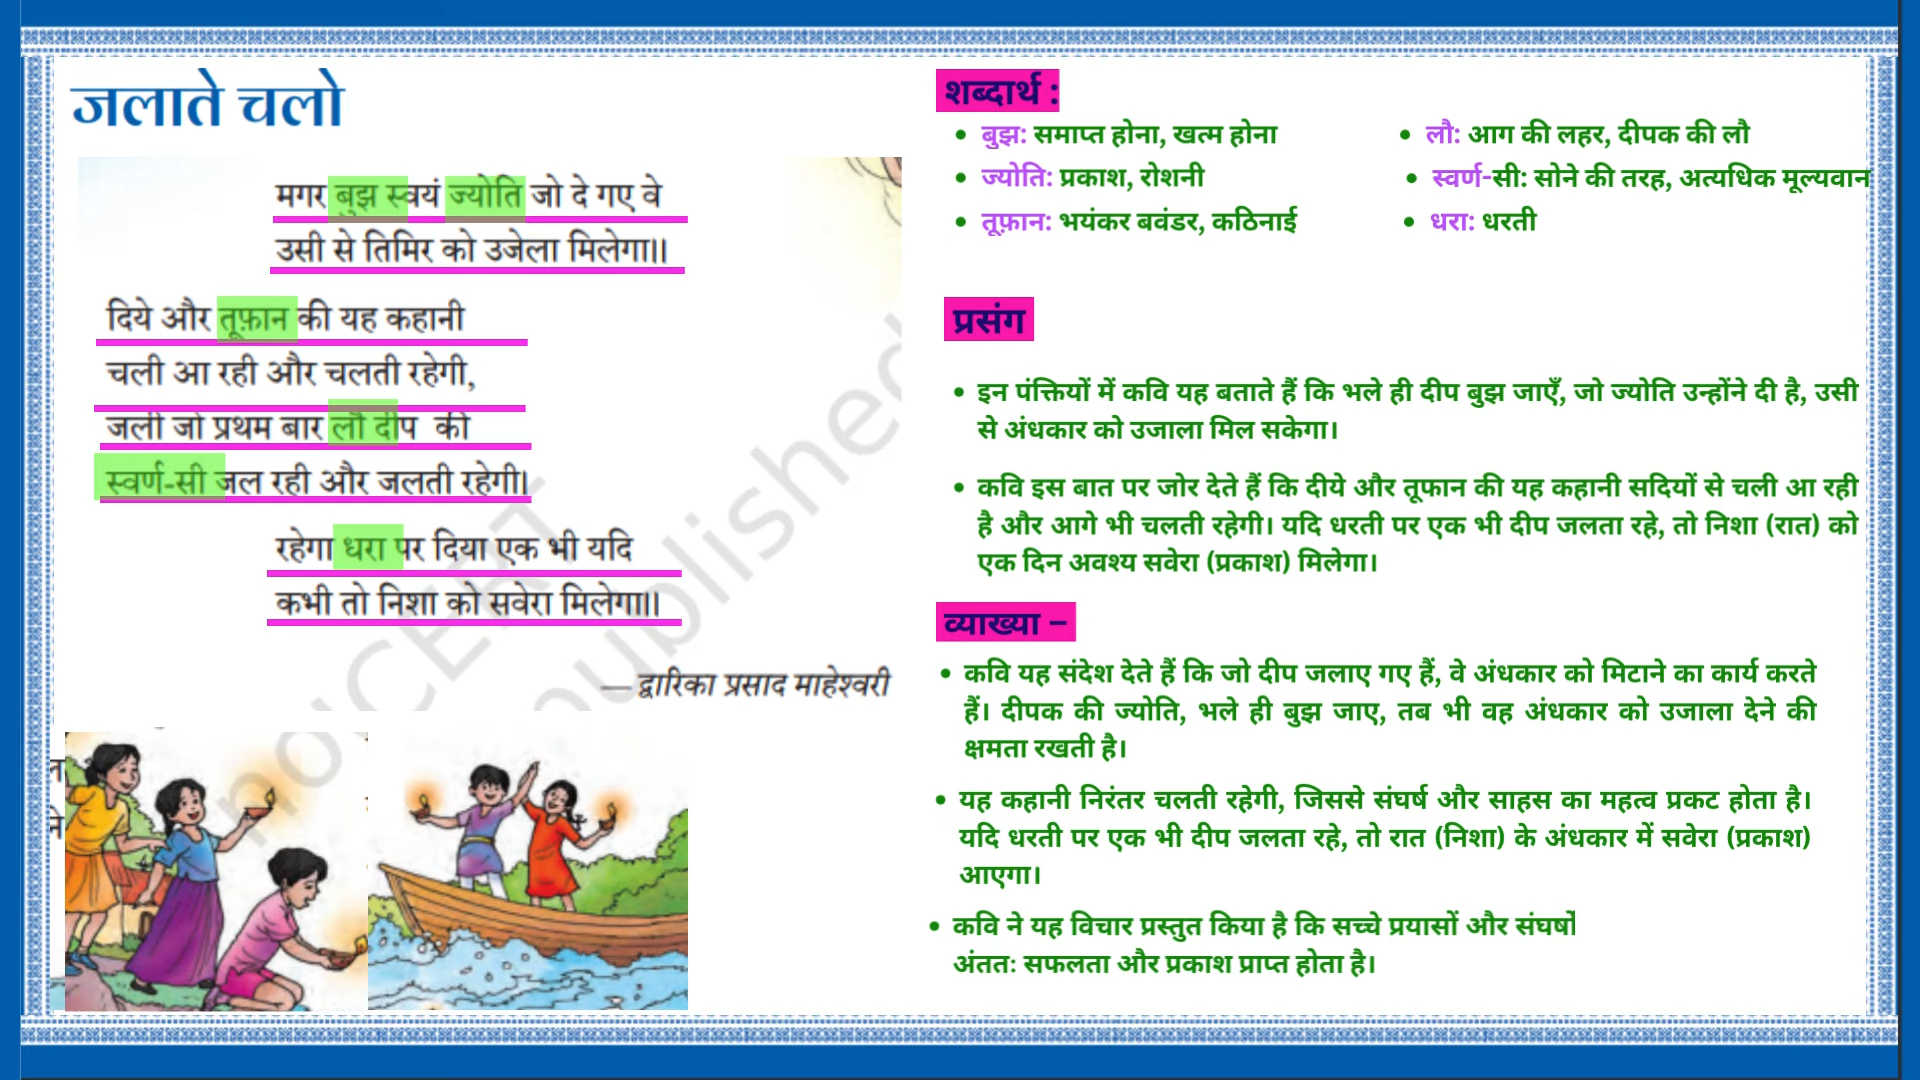 जलाते चलो
मगर बुझ स्वयं ज्योति जो दे गए वे
उसी से तिमिर को उजेला मिलेगा॥
दिये और तूफ़ान की यह कहानी
चली आ रही और चलती रहेगी,
जली जो प्रथम बार लौ दीप की
स्वर्ण-सी जल रही और जलती रहेगी।
रहेगा धरा पर दिया एक भी यदि
कभी तो निशा को सवेरा मिलेगा॥
— द्वारिका प्रसाद माहेश्वरी
शब्दार्थ :
• बुझ: समाप्त होना, खत्म होना
• ज्योति: प्रकाश, रोशनी
• तूफ़ान: भयंकर बवंडर, कठिनाई
• लौ: आग की लहर, दीपक की लौ
• स्वर्ण-सी: सोने की तरह, अत्यधिक मूल्यवान
• धरा: धरती
प्रसंग
• इन पंक्तियों में कवि यह बताते हैं कि भले ही दीप बुझ जाएँ, जो ज्योति उन्होंने दी है, उसी
से अंधकार को उजाला मिल सकेगा।
• कवि इस बात पर जोर देते हैं कि दीये और तूफान की यह कहानी सदियों से चली आ रही
है और आगे भी चलती रहेगी। यदि धरती पर एक भी दीप जलता रहे, तो निशा (रात) को
एक दिन अवश्य सवेरा (प्रकाश) मिलेगा।
व्याख्या –
• कवि यह संदेश देते हैं कि जो दीप जलाए गए हैं, वे अंधकार को मिटाने का कार्य करते
हैं। दीपक की ज्योति, भले ही बुझ जाए, तब भी वह अंधकार को उजाला देने की
क्षमता रखती है।
• यह कहानी निरंतर चलती रहेगी, जिससे संघर्ष और साहस का महत्व प्रकट होता है।
यदि धरती पर एक भी दीप जलता रहे, तो रात (निशा) के अंधकार में सवेरा (प्रकाश)
आएगा।
• कवि ने यह विचार प्रस्तुत किया है कि सच्चे प्रयासों और संघर्षों
अंततः सफलता और प्रकाश प्राप्त होता है।